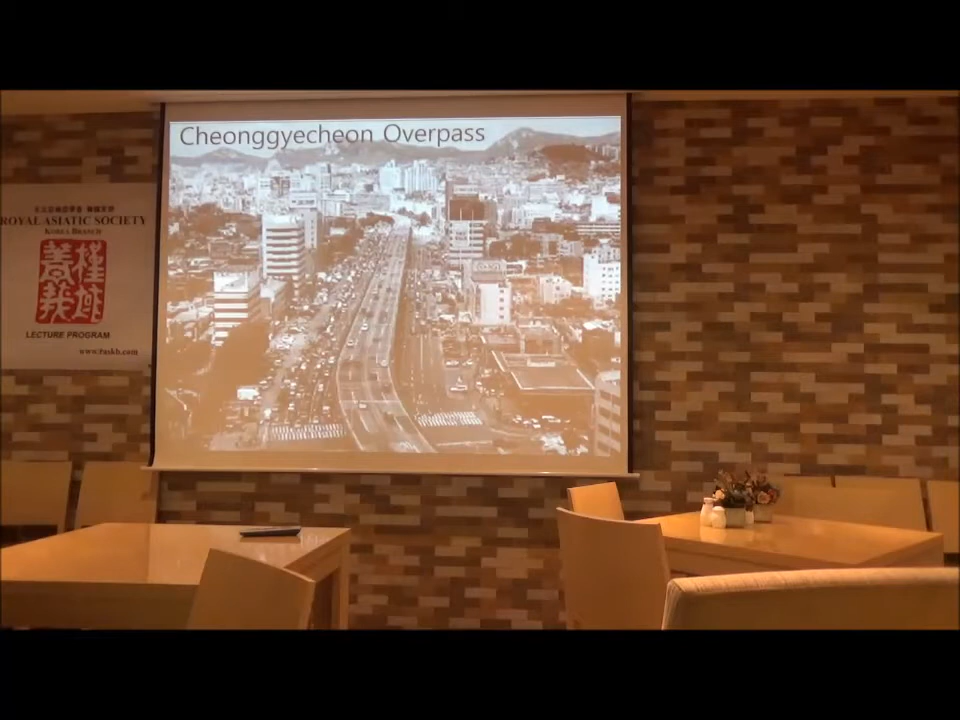 Cheonggyecheon Overpass
ROYAL ASIATIC SOCIETY
KOREA BRANCH
LECTURE PROGRAM
www.raskb.com